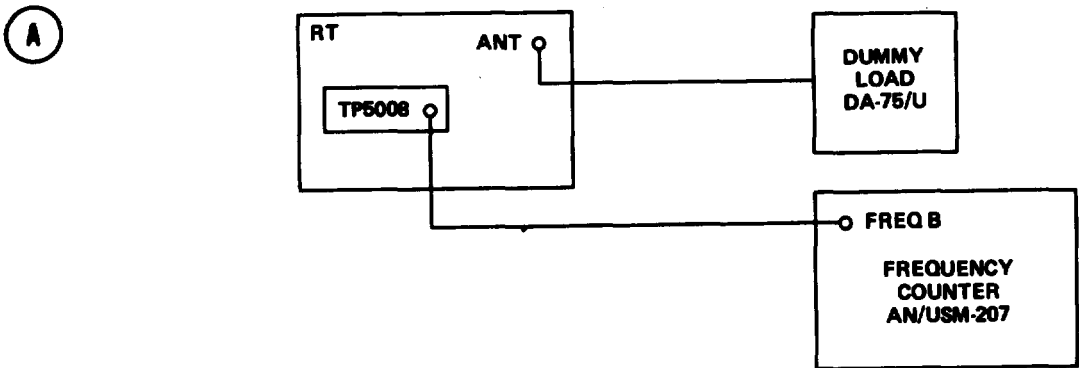 A
RT
ANT
TP5008
DUMMY
LOAD
DA-75/U
FREQ B
FREQUENCY
COUNTER
AN/USM-207